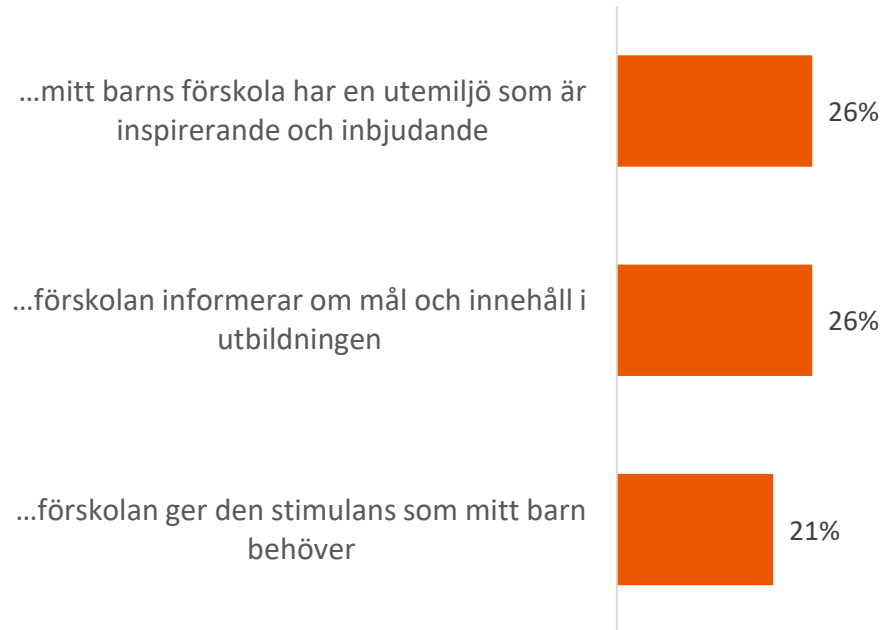 ...mitt barns förskola har en utemiljö som är
inspirerande och inbjudande
26%
...förskolan informerar om mål och innehåll i
utbildningen
26%
...förskolan ger den stimulans som mitt barn
behöver
21%